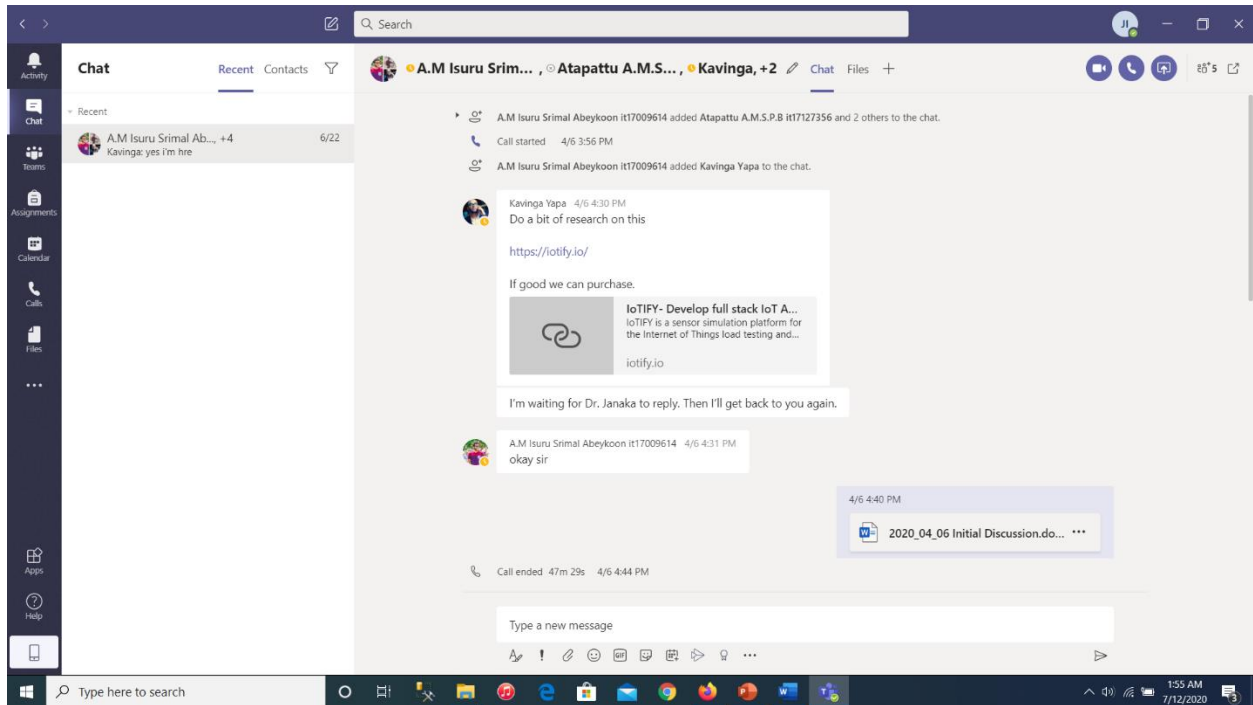 Search
JI
Activity
Chat
Teams
Assignments
Calendar
Calls
Files
Apps
Help
Chat
Recent Contacts
Recent
A.M Isuru Srimal Ab..., +4 6/22
Kavinga: yes i'm hre
A.M Isuru Srim... , Atapattu A.M.S... , Kavinga, +2 Chat Files
5
A.M Isuru Srimal Abeykoon it17009614 added Atapattu A.M.S.P.B it17127356 and 2 others to the chat.
Call started 4/6 3:56 PM
A.M Isuru Srimal Abeykoon it17009614 added Kavinga Yapa to the chat.
Kavinga Yapa 4/6 4:30 PM
Do a bit of research on this
https://iotify.io/
If good we can purchase.
IoTIFY- Develop full stack IoT A...
IoTIFY is a sensor simulation platform for
the Internet of Things load testing and...
iotify.io
I'm waiting for Dr. Janaka to reply. Then I'll get back to you again.
A.M Isuru Srimal Abeykoon it17009614 4/6 4:31 PM
okay sir
4/6 4:40 PM
2020_04_06 Initial Discussion.do...
Call ended 47m 29s 4/6 4:44 PM
Type a new message
GIF
Type here to search
1:55 AM
7/12/2020
3